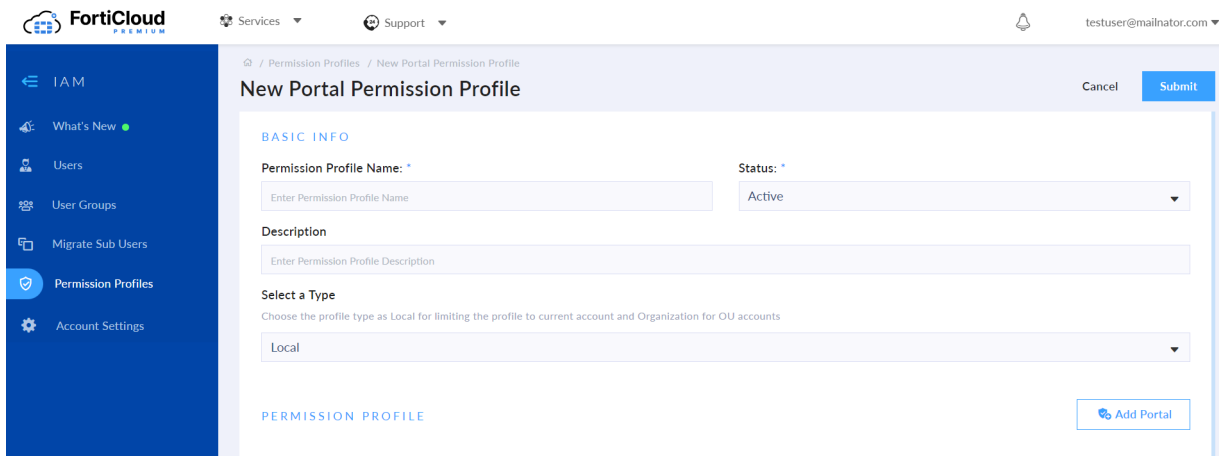 FortiCloud
PREMIUM
Services
24
Support
testuser@mailnator.com
IAM
What's New
Users
User Groups
Migrate Sub Users
Permission Profiles
Account Settings
/ Permission Profiles / New Portal Permission Profile
New Portal Permission Profile
Cancel
Submit
BASIC INFO
Permission Profile Name: *
Status: *
Enter Permission Profile Name
Active
Description
Enter Permission Profile Description
Select a Type
Choose the profile type as Local for limiting the profile to current account and Organization for OU accounts
Local
PERMISSION PROFILE
Add Portal